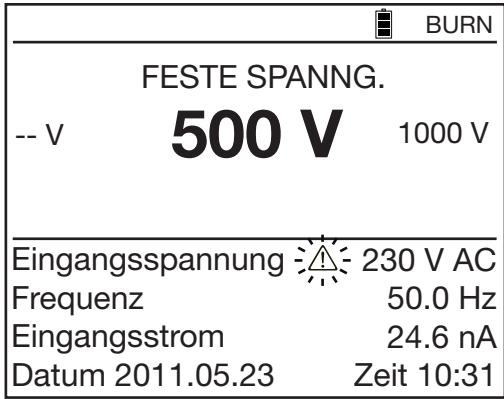 BURN
FESTE SPANNG.
-- V 500 V 1000 V
Eingangsspannung 230 V AC
Frequenz 50.0 Hz
Eingangsstrom 24.6 nA
Datum 2011.05.23 Zeit 10:31